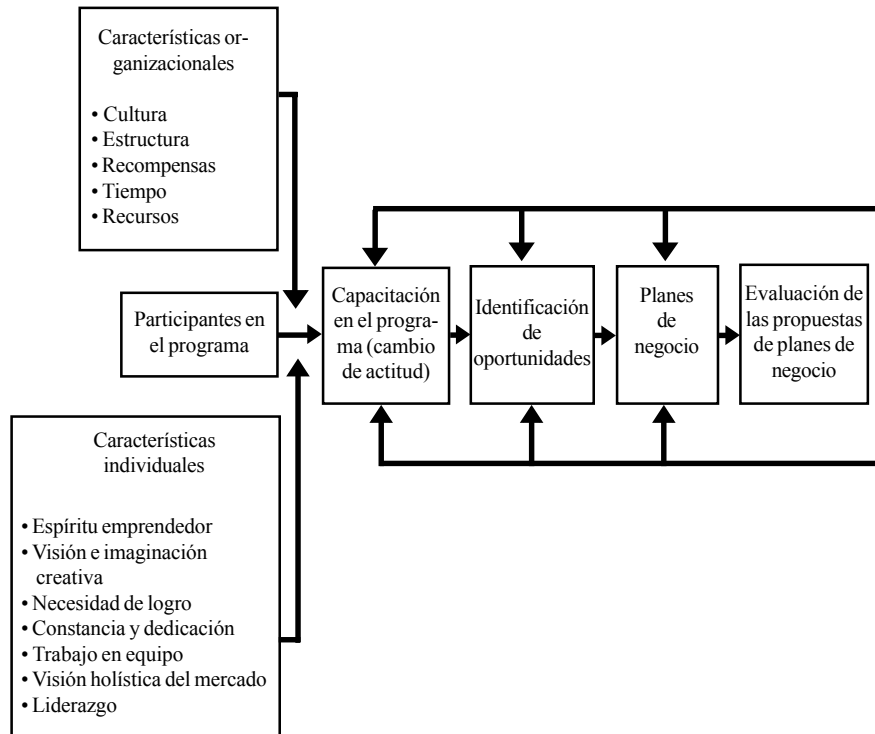 Características or-
ganizacionales
• Cultura
• Estructura
• Recompensas
• Tiempo
• Recursos
Participantes en
el programa
Capacitación
en el progra-
ma (cambio
de actitud)
Identificación
de
oportunidades
Planes
de
negocio
Evaluación de
las propuestas
de planes de
negocio
Características
individuales
• Espíritu emprendedor
• Visión e imaginación
creativa
• Necesidad de logro
• Constancia y dedicación
• Trabajo en equipo
• Visión holística del mercado
• Liderazgo